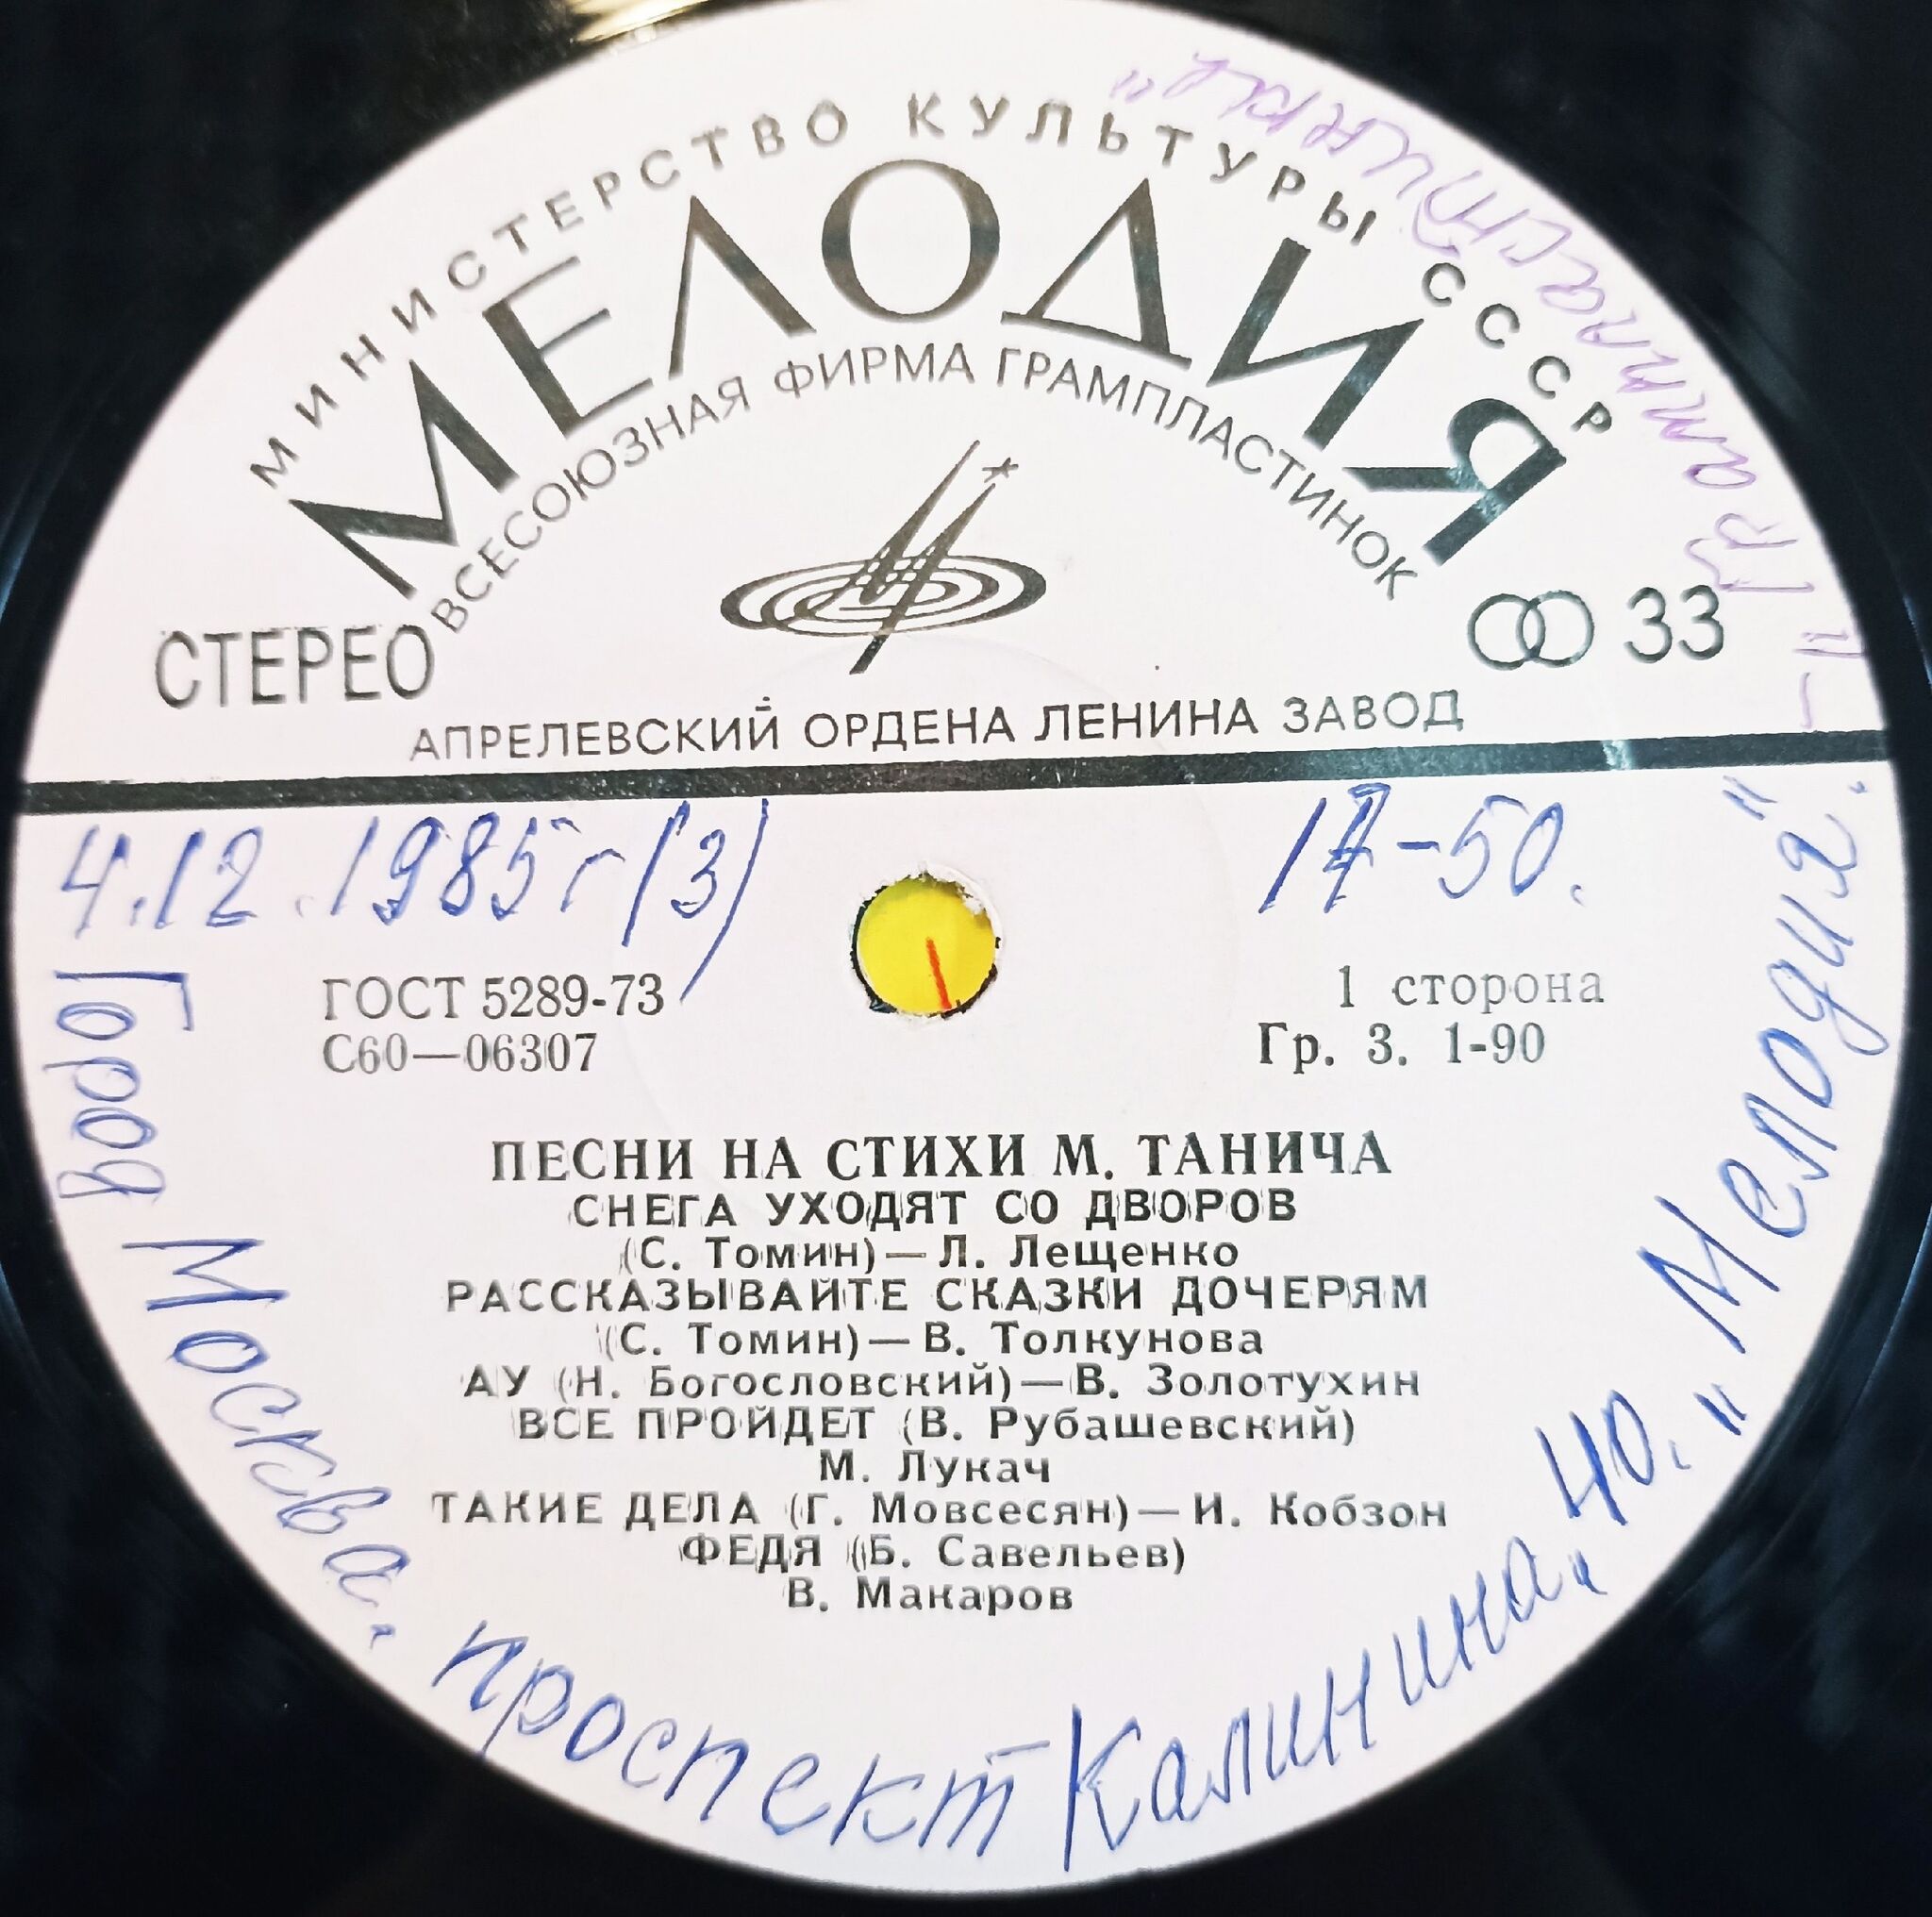 МИНИСТЕРСТВО КУЛЬТУРЫ СССР
МЕЛОДИЯ
ВСЕСОЮЗНАЯ ФИРМА ГРАМПЛАСТИНОК
СТЕРЕО
33
АПРЕЛЕВСКИЙ ОРДЕНА ЛЕНИНА ЗАВОД
4.12.1985г (3)
17-50.
ГОСТ 5289-73
1 сторона
С60—06307
Гр. 3. 1-90
ПЕСНИ НА СТИХИ М. ТАНИЧА
СНЕГА УХОДЯТ СО ДВОРОВ
(С. Томин)—Л. Лещенко
РАССКАЗЫВАЙТЕ СКАЗКИ ДОЧЕРЯМ
(С. Томин)—В. Толкунова
АУ (Н. Богословский)—В. Золотухин
ВСЕ ПРОЙДЕТ (В. Рубашевский)
М. Лукач
ТАКИЕ ДЕЛА (Г. Мовсесян)—И. Кобзон
ФЕДЯ (Б. Савельев)
В. Макаров
Город Москва. проспект Калинина. 40. „Мелодия".